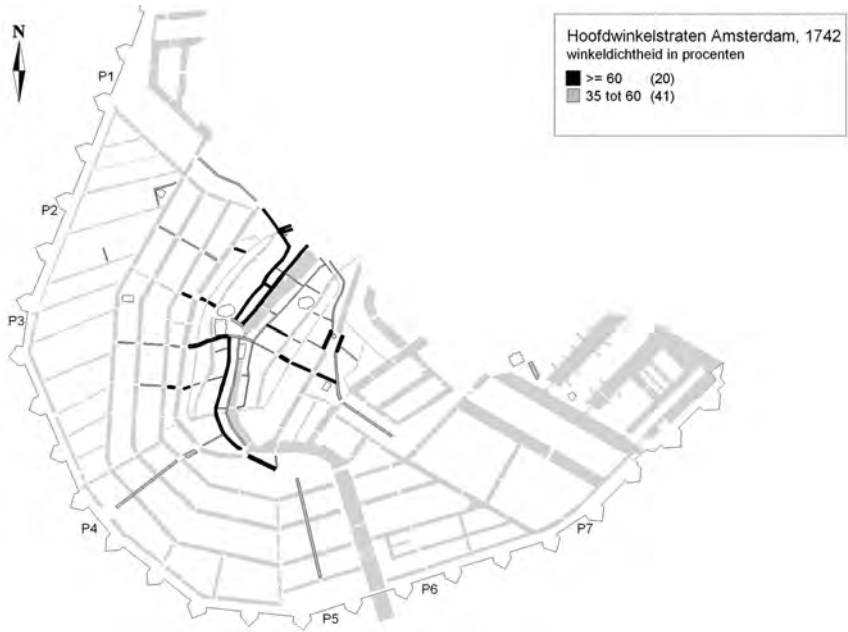 N
Hoofdwinkelstraten Amsterdam, 1742
winkeldichtheid in procenten
>= 60 (20)
35 tot 60 (41)
P1
P2
P3
P4
P5
P6
P7